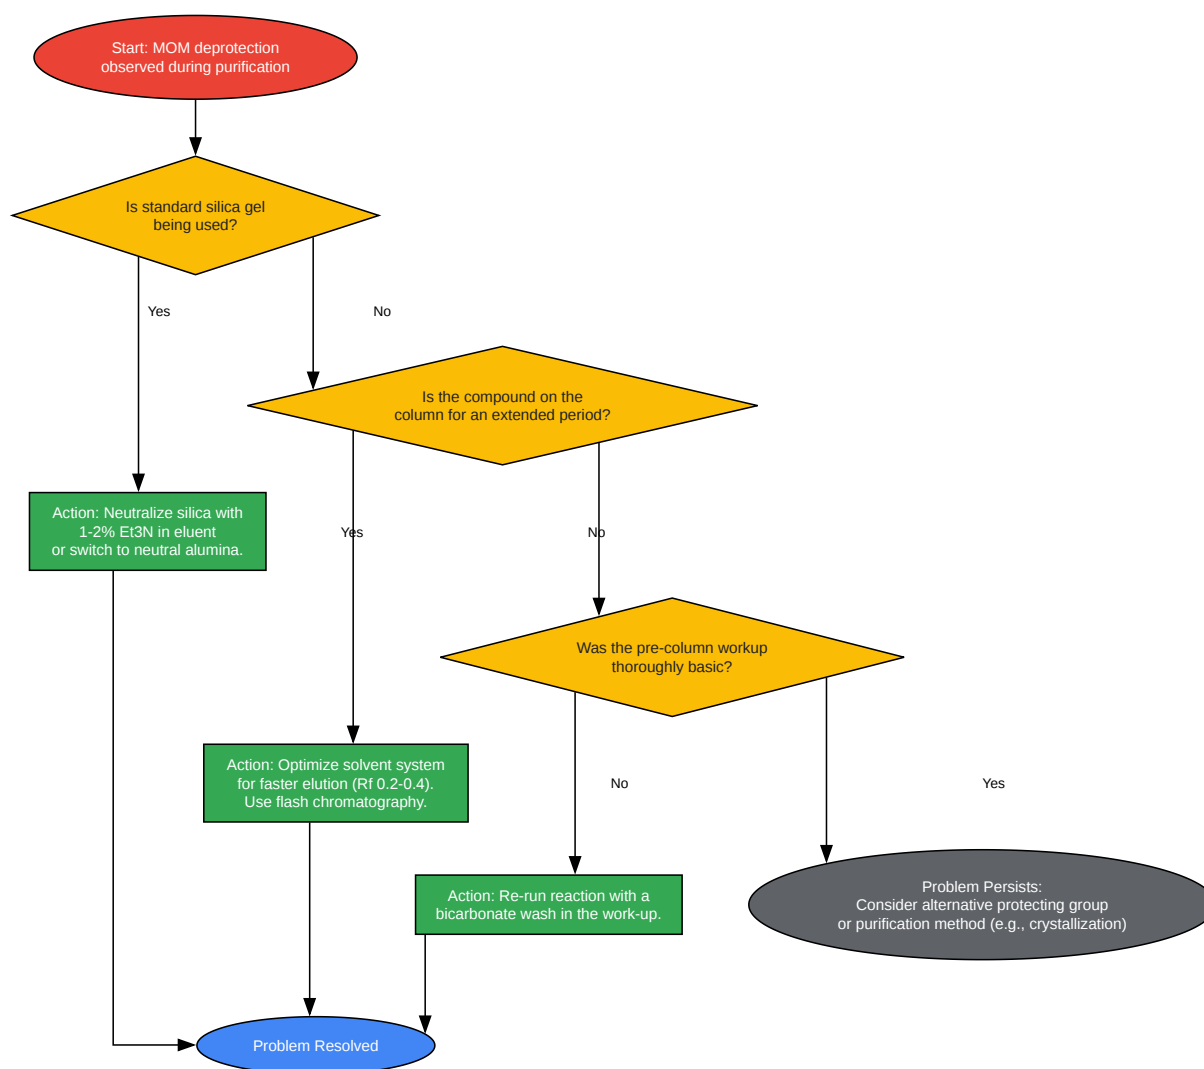 Start: MOM deprotection
observed during purification
Is standard silica gel
being used?
Yes
No
Is the compound on the
column for an extended period?
Action: Neutralize silica with
1-2% Et3N in eluent
or switch to neutral alumina.
Yes
No
Was the pre-column workup
thoroughly basic?
Action: Optimize solvent system
for faster elution (Rf 0.2-0.4).
Use flash chromatography.
No
Yes
Action: Re-run reaction with a
bicarbonate wash in the work-up.
Problem Persists:
Consider alternative protecting group
or purification method (e.g., crystallization)
Problem Resolved